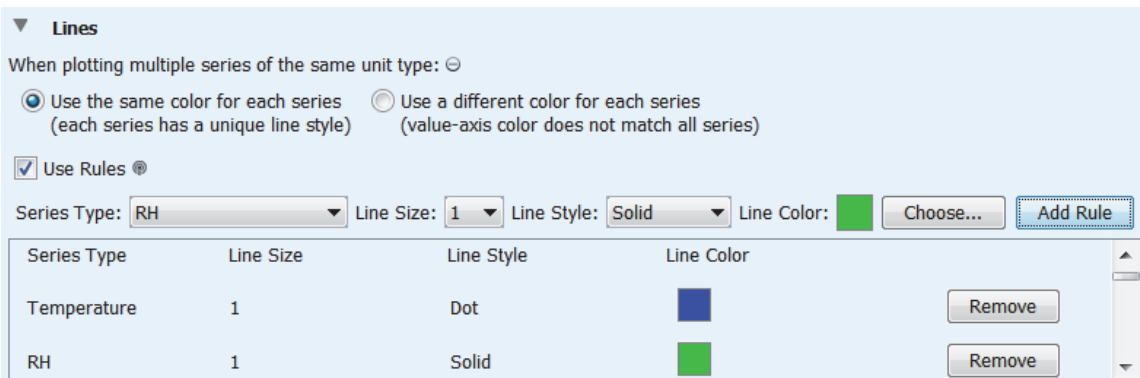 Lines
When plotting multiple series of the same unit type:
Use the same color for each series
(each series has a unique line style)
Use a different color for each series
(value-axis color does not match all series)
Use Rules
Series Type: RH Line Size: 1 Line Style: Solid Line Color: Choose... Add Rule
Series Type Line Size Line Style Line Color
Temperature 1 Dot Remove
RH 1 Solid Remove